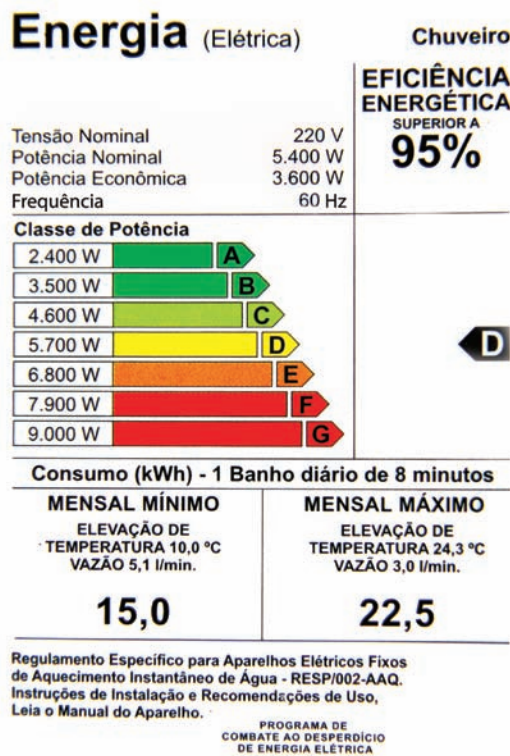 Energia (Elétrica)
Chuveiro
EFICIÊNCIA
ENERGÉTICA
SUPERIOR A
95%
Tensão Nominal 220 V
Potência Nominal 5.400 W
Potência Econômica 3.600 W
Frequência 60 Hz
Classe de Potência
2.400 W A
3.500 W B
4.600 W C
5.700 W D
D
6.800 W E
7.900 W F
9.000 W G
Consumo (kWh) - 1 Banho diário de 8 minutos
MENSAL MÍNIMO
ELEVAÇÃO DE
TEMPERATURA 10,0 ºC
VAZÃO 5,1 l/min.
15,0
MENSAL MÁXIMO
ELEVAÇÃO DE
TEMPERATURA 24,3 ºC
VAZÃO 3,0 l/min.
22,5
Regulamento Específico para Aparelhos Elétricos Fixos
de Aquecimento Instantâneo de Água - RESP/002-AAQ.
Instruções de Instalação e Recomendações de Uso,
Leia o Manual do Aparelho.
PROGRAMA DE
COMBATE AO DESPERDÍCIO
DE ENERGIA ELÉTRICA